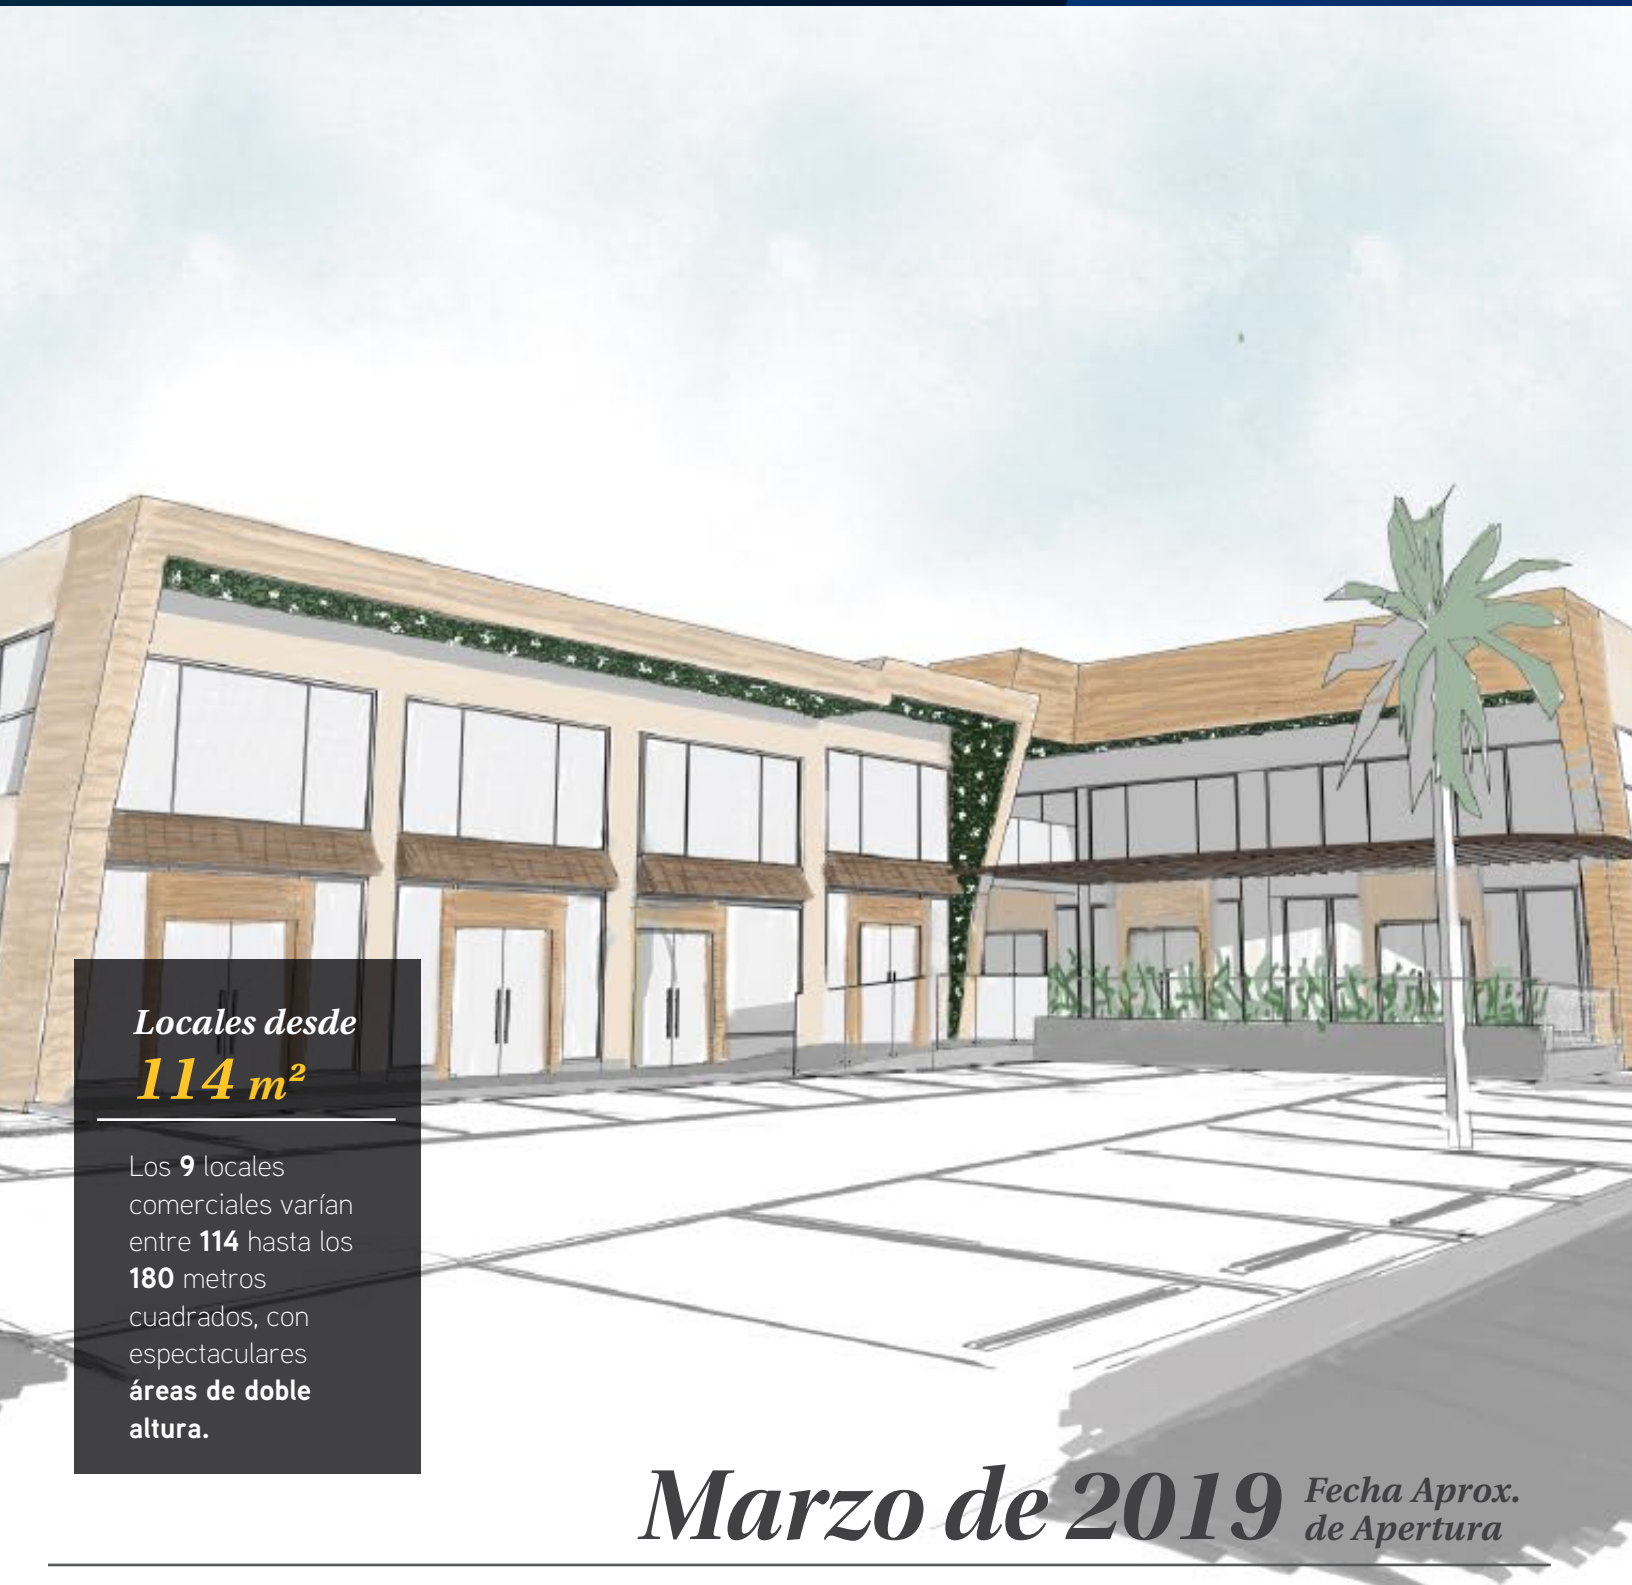 Locales desde
114 m²
Los 9 locales
comerciales varían
entre 114 hasta los
180 metros
cuadrados, con
espectaculares
áreas de doble
altura.
Marzo de 2019
Fecha Aprox.
de Apertura